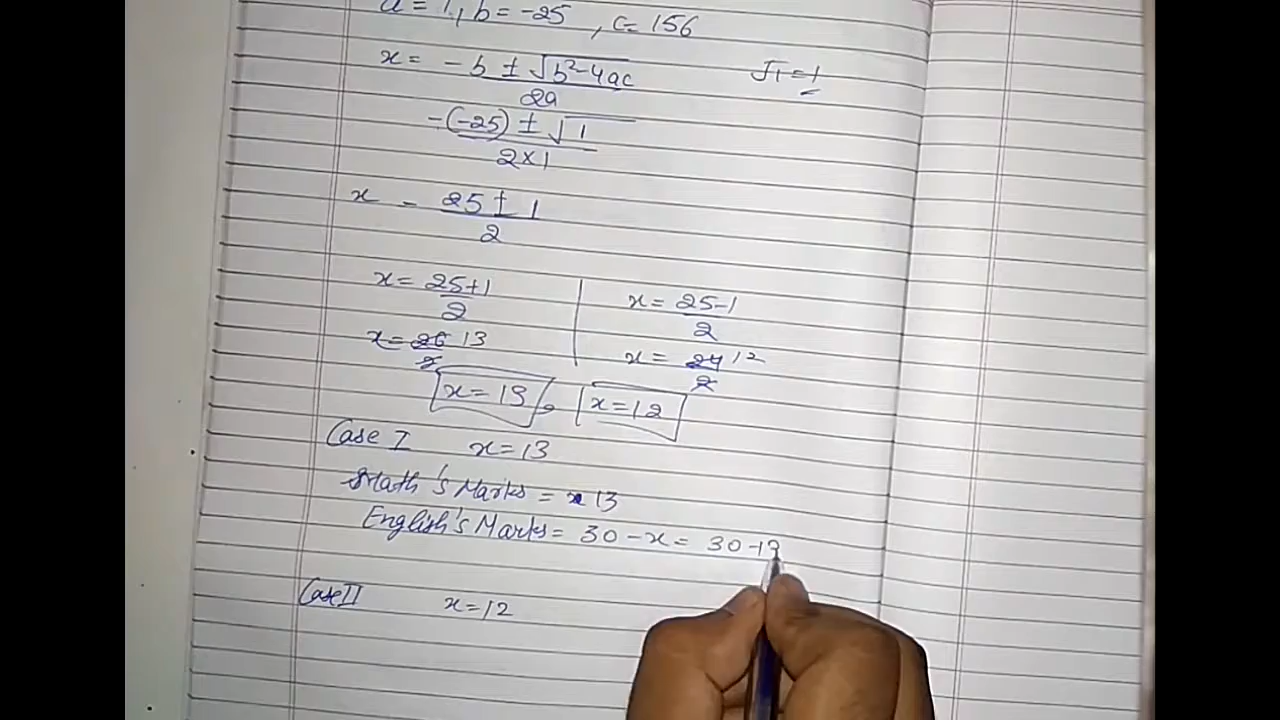 a = 1, b = -25, c = 156
x = -b ± √b²-4ac / 2a
√1 = 1
-(-25) ± √1 / 2×1
x - 25 ± 1 / 2
x = 25+1 / 2
x = 25-1 / 2
x = 26 13 / 2
x = 24 12 / 2
x = 13, x = 12
Case I x = 13
Math's Marks = x 13
English's Marks = 30 - x = 30 - 13
Case II x = 12